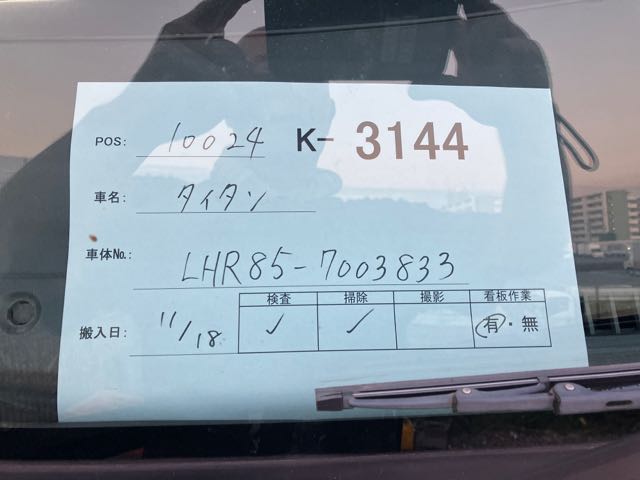 POS: 10024 K-3144
車名: タイタン
車体No.: LHR85-7003833
検査 掃除 撮影 看板作業
搬入日: 11/18 ✓ ✓ 有・無